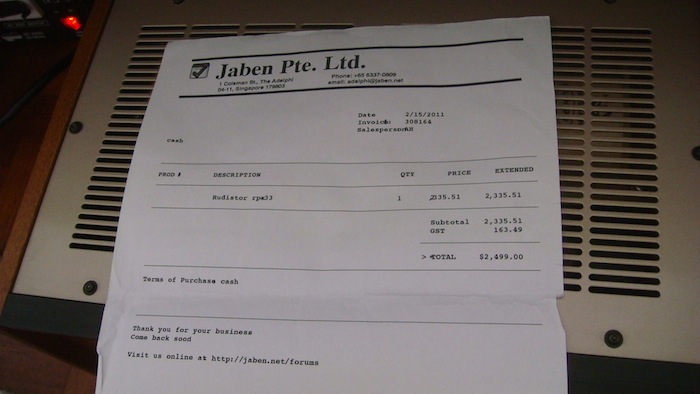 Jaben Pte. Ltd.
1 Coleman St., The Adelphi
04-11, Singapore 179803
Phone: +65 6337-0809
email: adelphi@jaben.net
Date 2/15/2011
Invoice: 308164
Salesperson AH
cash
PROD # DESCRIPTION QTY PRICE EXTENDED
Rudistor rpx33 1 2,335.51 2,335.51
Subtotal 2,335.51
GST 163.49
> TOTAL $2,499.00
Terms of Purchase cash
Thank you for your business
Come back soon
Visit us online at http://jaben.net/forums